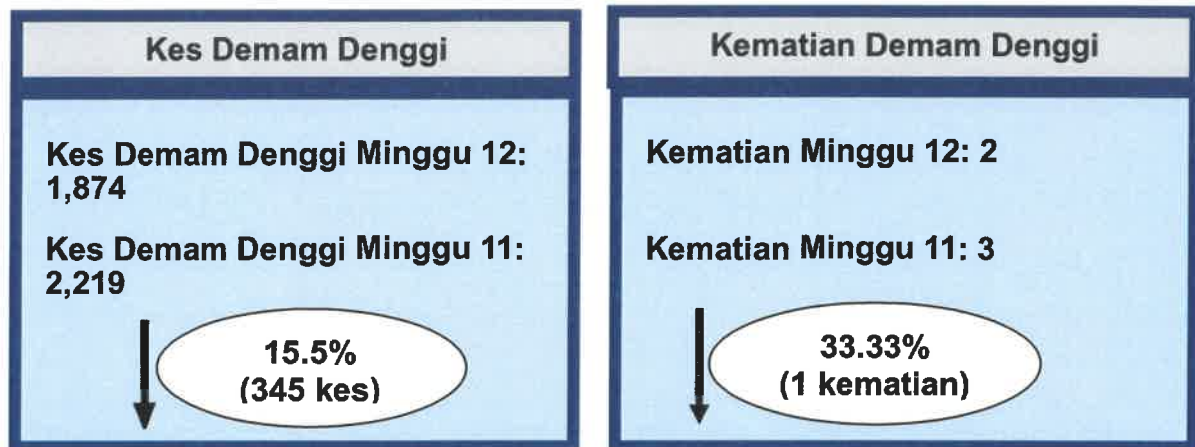 Kes Demam Denggi
Kes Demam Denggi Minggu 12:
1,874
Kes Demam Denggi Minggu 11:
2,219
15.5%
(345 kes)
Kematian Demam Denggi
Kematian Minggu 12: 2
Kematian Minggu 11: 3
33.33%
(1 kematian)